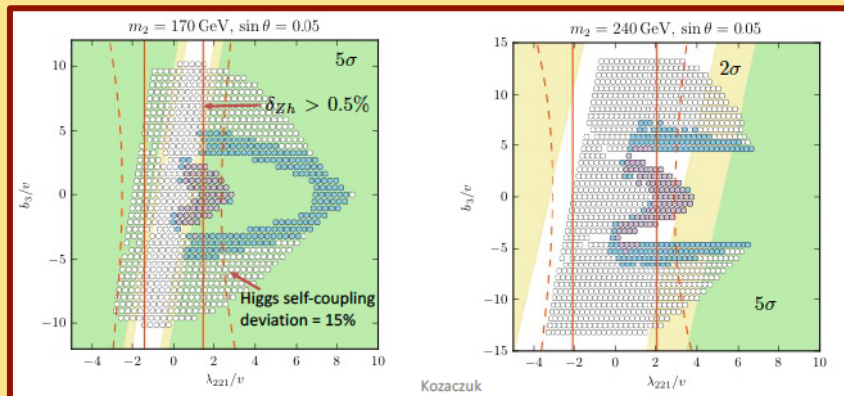 m₂ = 170 GeV, sin θ = 0.05
10
5
0
−5
−10
b₃/v
5σ
δ_Zh > 0.5%
Higgs self-coupling
deviation = 15%
−4 −2 0 2 4 6 8 10
λ₂₂₁/v
m₂ = 240 GeV, sin θ = 0.05
15
10
5
0
−5
−10
−15
b₃/v
2σ
5σ
−4 −2 0 2 4 6 8 10
λ₂₂₁/v
Kozaczuk